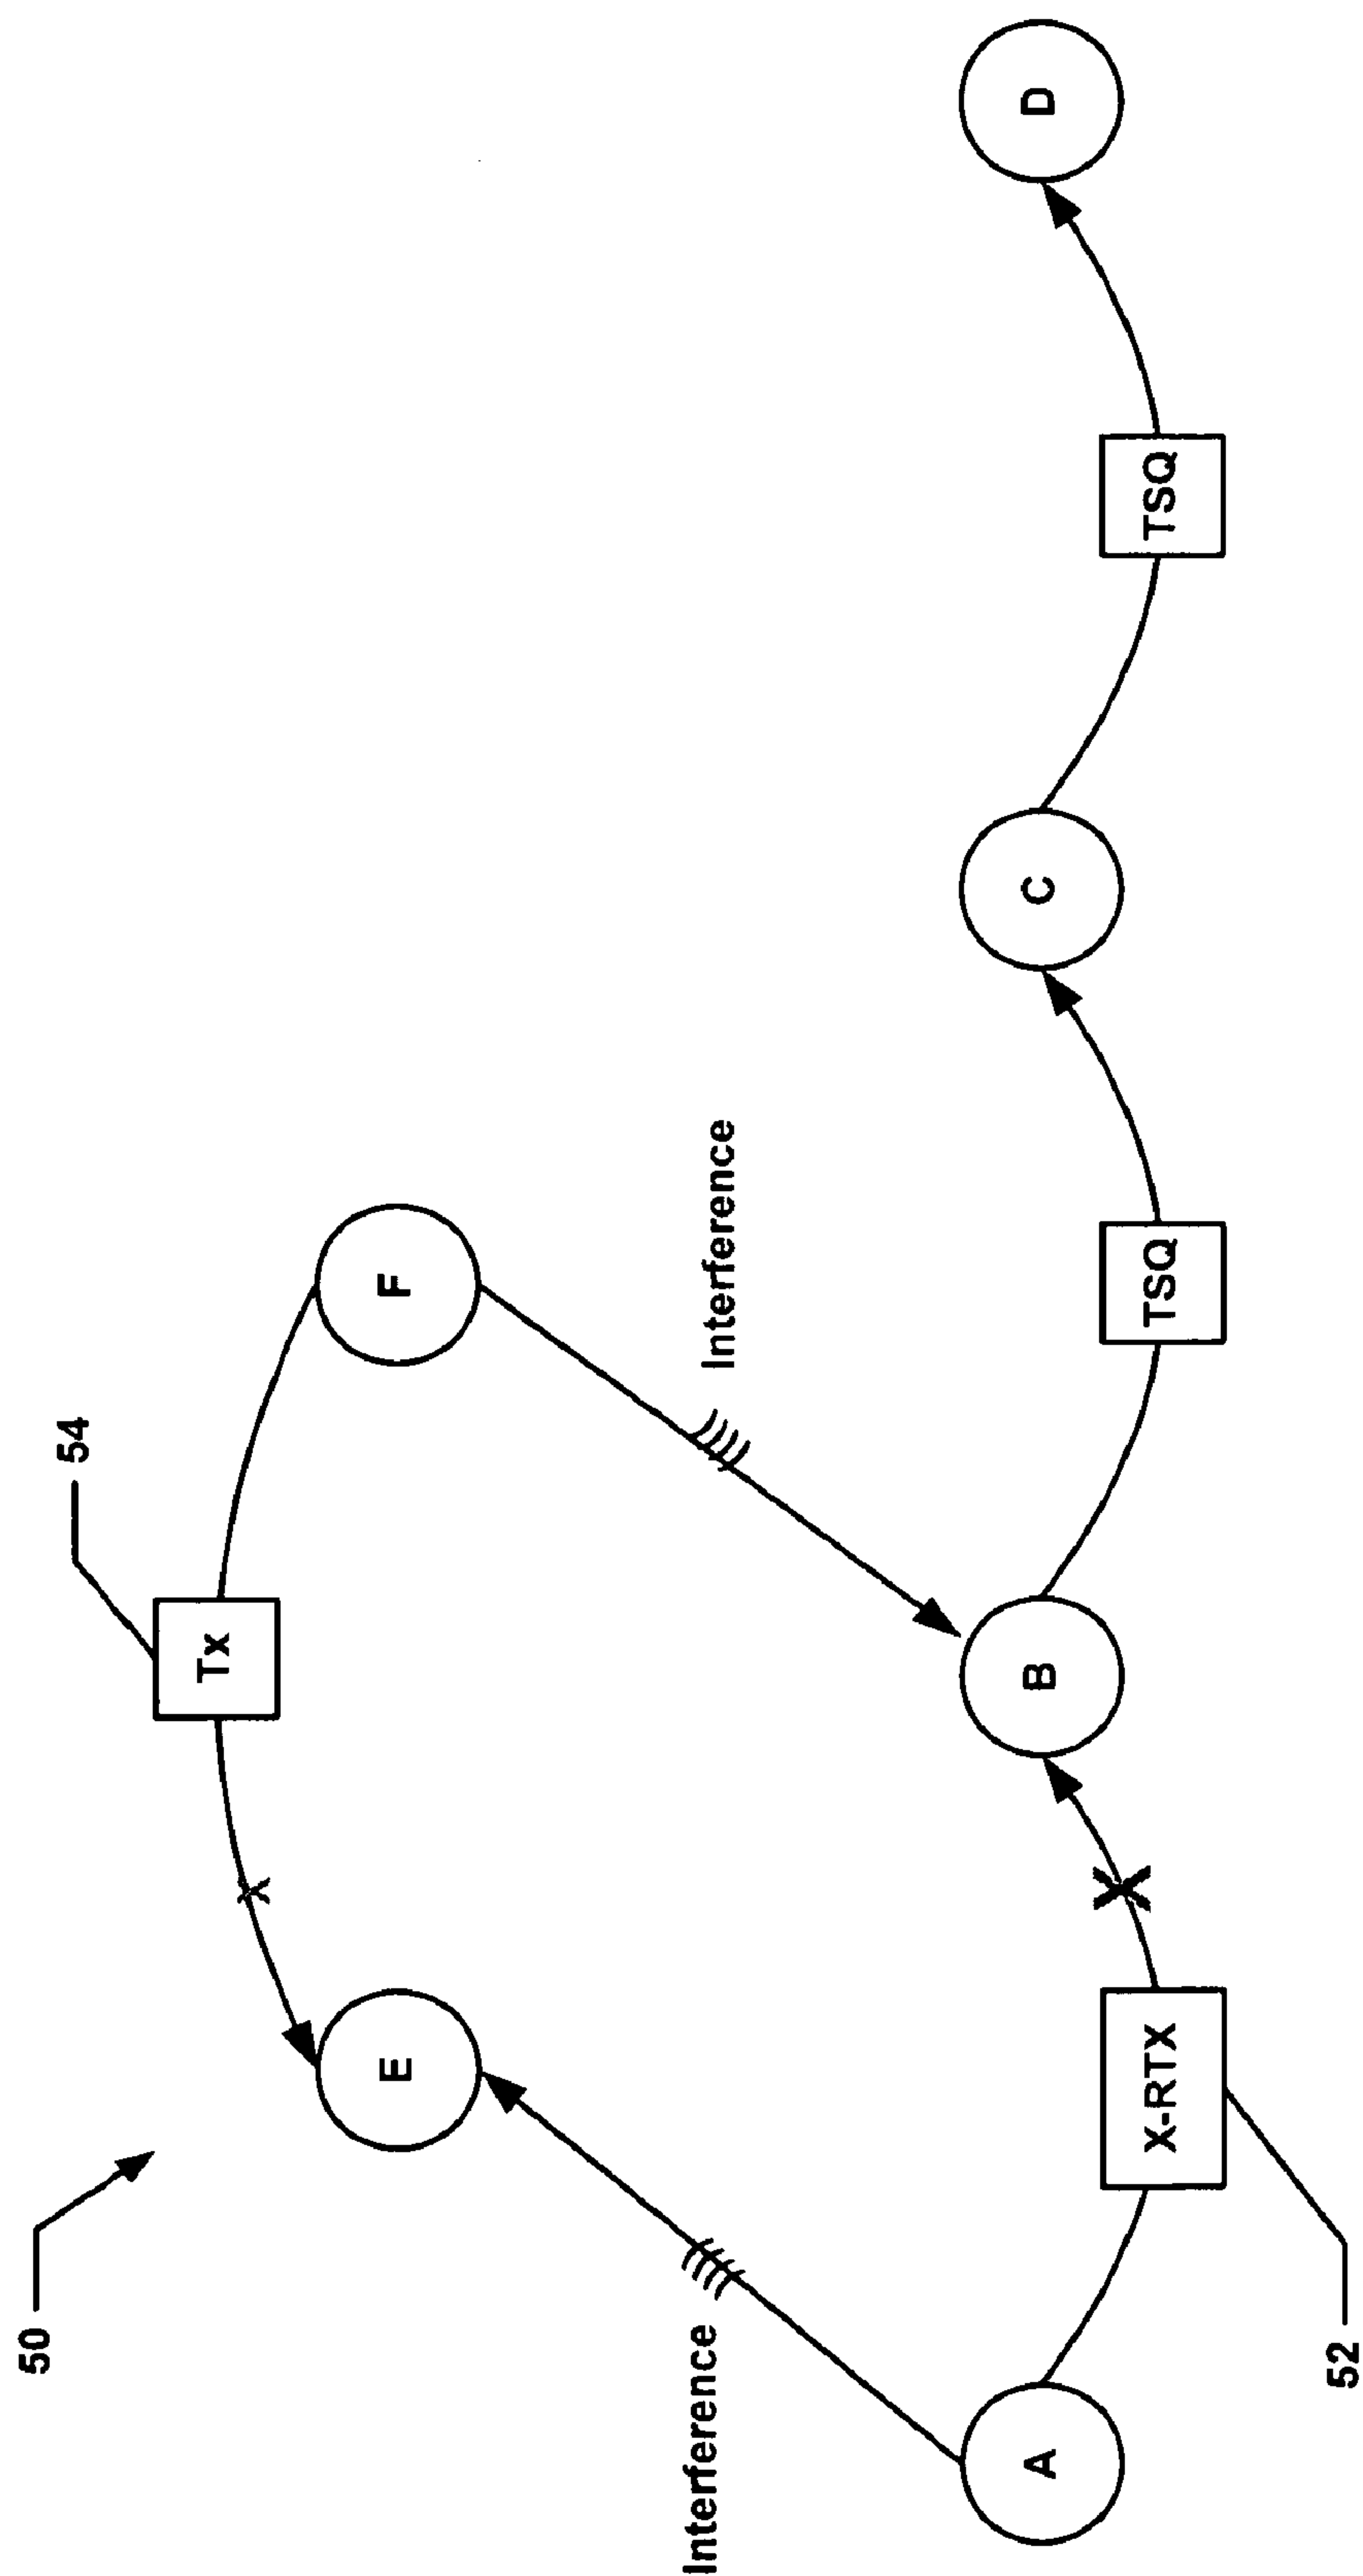 50
54
Tx
E
F
Interference
Interference
A
B
C
D
X-RTX
TSQ
TSQ
52